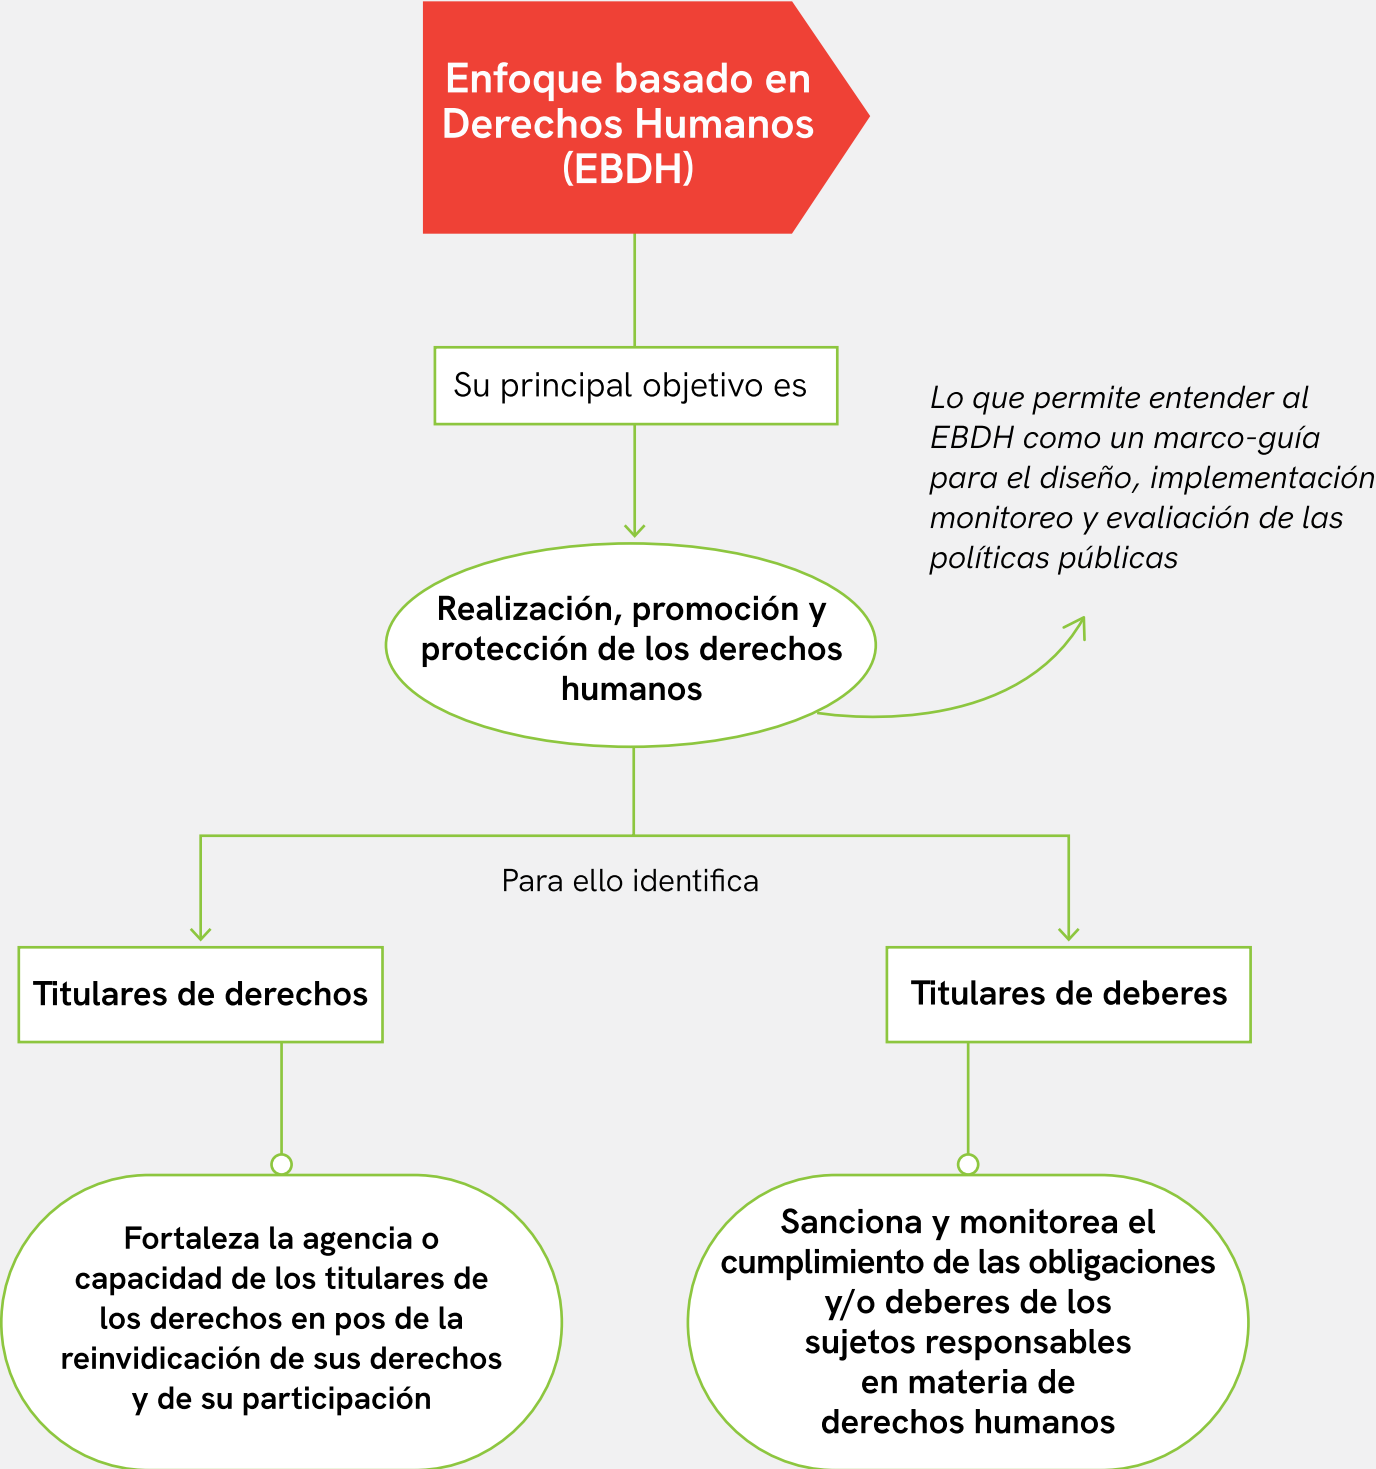 Enfoque basado en
Derechos Humanos
(EBDH)
Su principal objetivo es
Lo que permite entender al
EBDH como un marco-guía
para el diseño, implementación
monitoreo y evaliación de las
políticas públicas
Realización, promoción y
protección de los derechos
humanos
Para ello identifica
Titulares de derechos
Titulares de deberes
Fortaleza la agencia o
capacidad de los titulares de
los derechos en pos de la
reinvidicación de sus derechos
y de su participación
Sanciona y monitorea el
cumplimiento de las obligaciones
y/o deberes de los
sujetos responsables
en materia de
derechos humanos